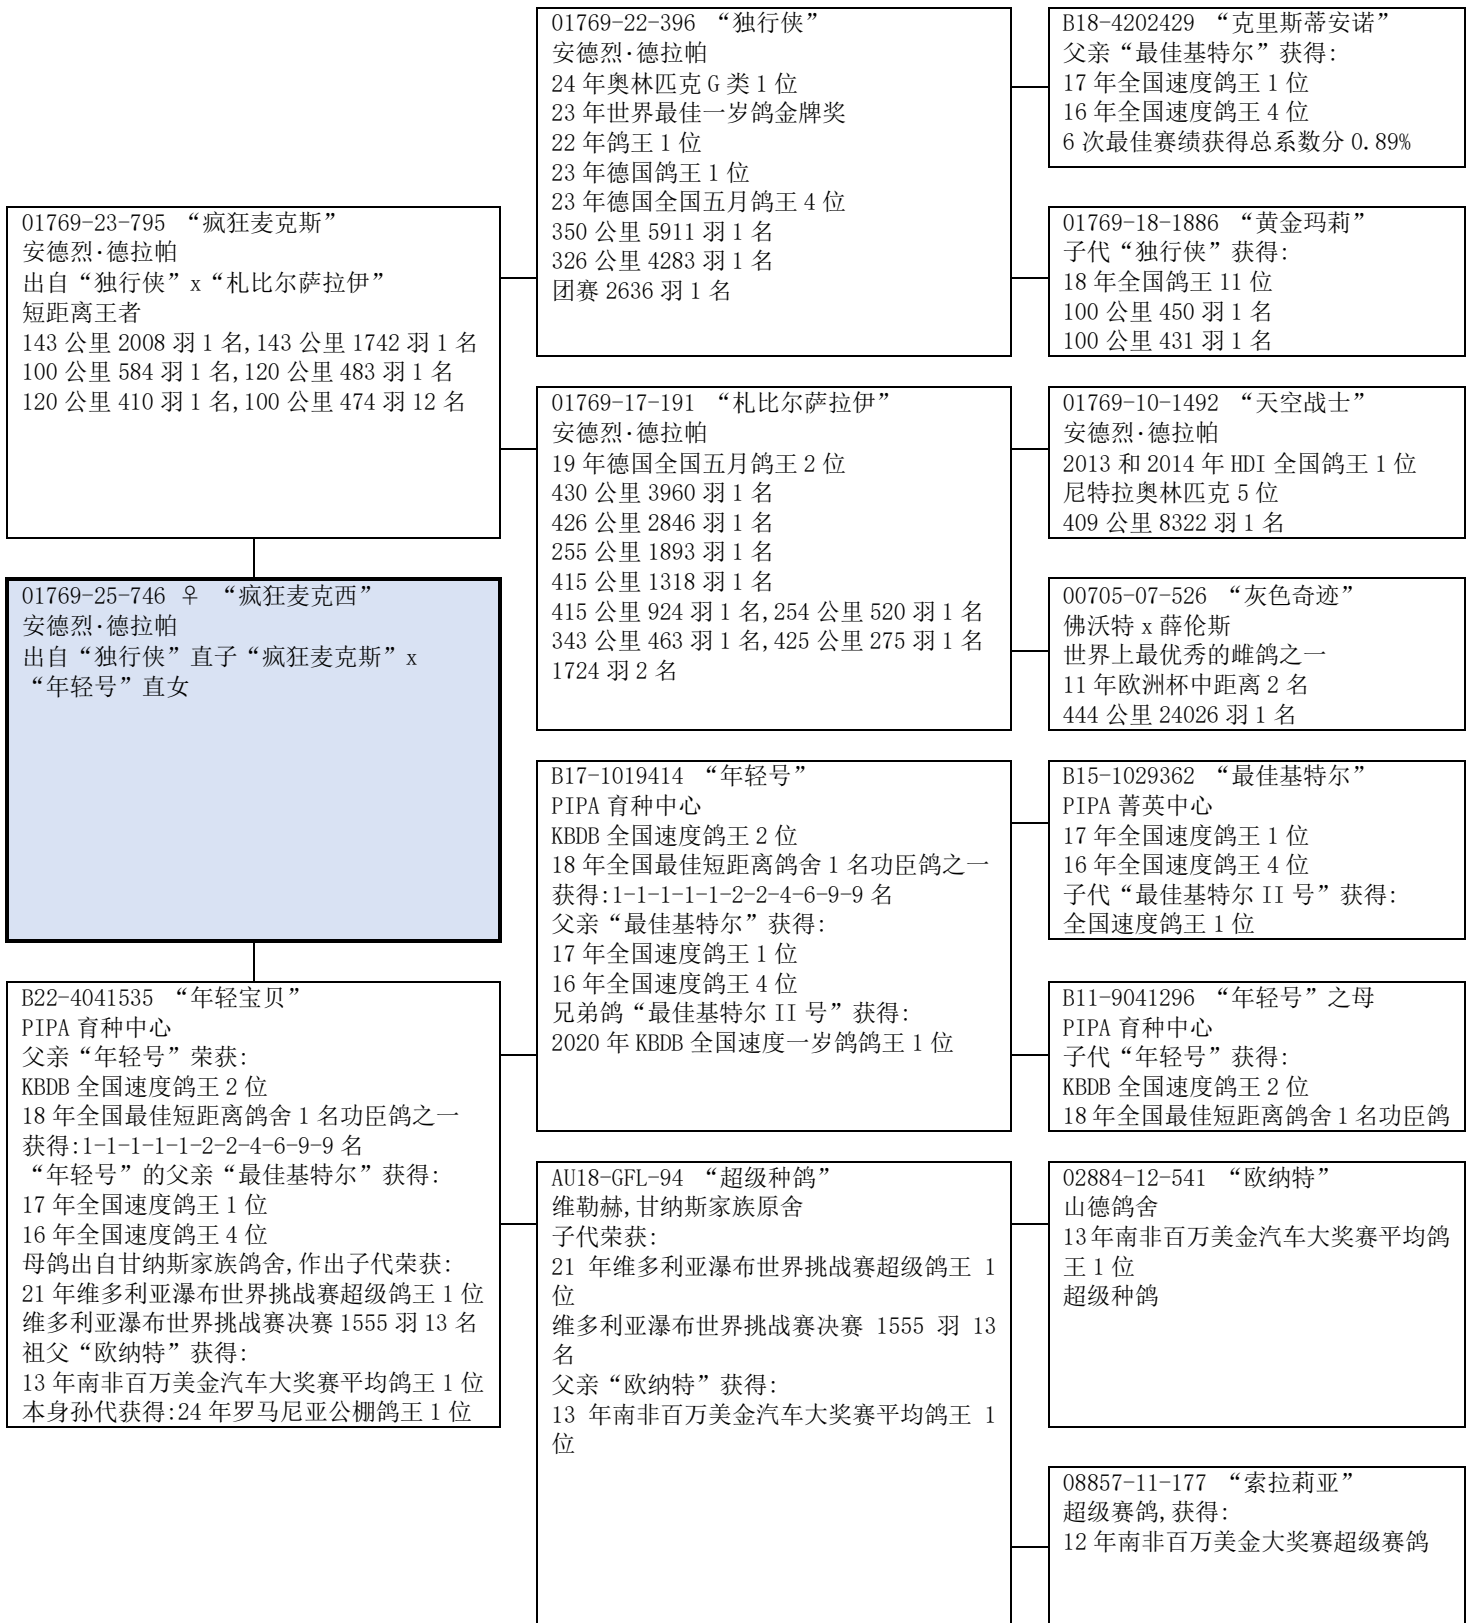 01769-23-795 “疯狂麦克斯”
安德烈·德拉帕
出自“独行侠”x“札比尔萨拉伊”
短距离王者
143 公里 2008 羽 1 名,143 公里 1742 羽 1 名
100 公里 584 羽 1 名,120 公里 483 羽 1 名
120 公里 410 羽 1 名,100 公里 474 羽 12 名
01769-25-746 ♀ “疯狂麦克西”
安德烈·德拉帕
出自“独行侠”直子“疯狂麦克斯”x
“年轻号”直女
B22-4041535 “年轻宝贝”
PIPA 育种中心
父亲“年轻号”荣获:
KBDB 全国速度鸽王 2 位
18 年全国最佳短距离鸽舍 1 名功臣鸽之一
获得:1-1-1-1-1-2-2-4-6-9-9 名
“年轻号”的父亲“最佳基特尔”获得:
17 年全国速度鸽王 1 位
16 年全国速度鸽王 4 位
母鸽出自甘纳斯家族鸽舍,作出子代荣获:
21 年维多利亚瀑布世界挑战赛超级鸽王 1 位
维多利亚瀑布世界挑战赛决赛 1555 羽 13 名
祖父“欧纳特”获得:
13 年南非百万美金汽车大奖赛平均鸽王 1 位
本身孙代获得:24 年罗马尼亚公棚鸽王 1 位
01769-22-396 “独行侠”
安德烈·德拉帕
24 年奥林匹克 G 类 1 位
23 年世界最佳一岁鸽金牌奖
22 年鸽王 1 位
23 年德国鸽王 1 位
23 年德国全国五月鸽王 4 位
350 公里 5911 羽 1 名
326 公里 4283 羽 1 名
团赛 2636 羽 1 名
01769-17-191 “札比尔萨拉伊”
安德烈·德拉帕
19 年德国全国五月鸽王 2 位
430 公里 3960 羽 1 名
426 公里 2846 羽 1 名
255 公里 1893 羽 1 名
415 公里 1318 羽 1 名
415 公里 924 羽 1 名,254 公里 520 羽 1 名
343 公里 463 羽 1 名,425 公里 275 羽 1 名
1724 羽 2 名
B17-1019414 “年轻号”
PIPA 育种中心
KBDB 全国速度鸽王 2 位
18 年全国最佳短距离鸽舍 1 名功臣鸽之一
获得:1-1-1-1-1-2-2-4-6-9-9 名
父亲“最佳基特尔”获得:
17 年全国速度鸽王 1 位
16 年全国速度鸽王 4 位
兄弟鸽“最佳基特尔 II 号”获得:
2020 年 KBDB 全国速度一岁鸽鸽王 1 位
AU18-GFL-94 “超级种鸽”
维勒赫,甘纳斯家族原舍
子代荣获:
21 年维多利亚瀑布世界挑战赛超级鸽王 1
位
维多利亚瀑布世界挑战赛决赛 1555 羽 13
名
父亲“欧纳特”获得:
13 年南非百万美金汽车大奖赛平均鸽王 1
位
B18-4202429 “克里斯蒂安诺”
父亲“最佳基特尔”获得:
17 年全国速度鸽王 1 位
16 年全国速度鸽王 4 位
6 次最佳赛绩获得总系数分 0.89%
01769-18-1886 “黄金玛莉”
子代“独行侠”获得:
18 年全国鸽王 11 位
100 公里 450 羽 1 名
100 公里 431 羽 1 名
01769-10-1492 “天空战士”
安德烈·德拉帕
2013 和 2014 年 HDI 全国鸽王 1 位
尼特拉奥林匹克 5 位
409 公里 8322 羽 1 名
00705-07-526 “灰色奇迹”
佛沃特 x 薛伦斯
世界上最优秀的雌鸽之一
11 年欧洲杯中距离 2 名
444 公里 24026 羽 1 名
B15-1029362 “最佳基特尔”
PIPA 菁英中心
17 年全国速度鸽王 1 位
16 年全国速度鸽王 4 位
子代“最佳基特尔 II 号”获得:
全国速度鸽王 1 位
B11-9041296 “年轻号”之母
PIPA 育种中心
子代“年轻号”获得:
KBDB 全国速度鸽王 2 位
18 年全国最佳短距离鸽舍 1 名功臣鸽
02884-12-541 “欧纳特”
山德鸽舍
13 年南非百万美金汽车大奖赛平均鸽
王 1 位
超级种鸽
08857-11-177 “索拉莉亚”
超级赛鸽,获得:
12 年南非百万美金大奖赛超级赛鸽